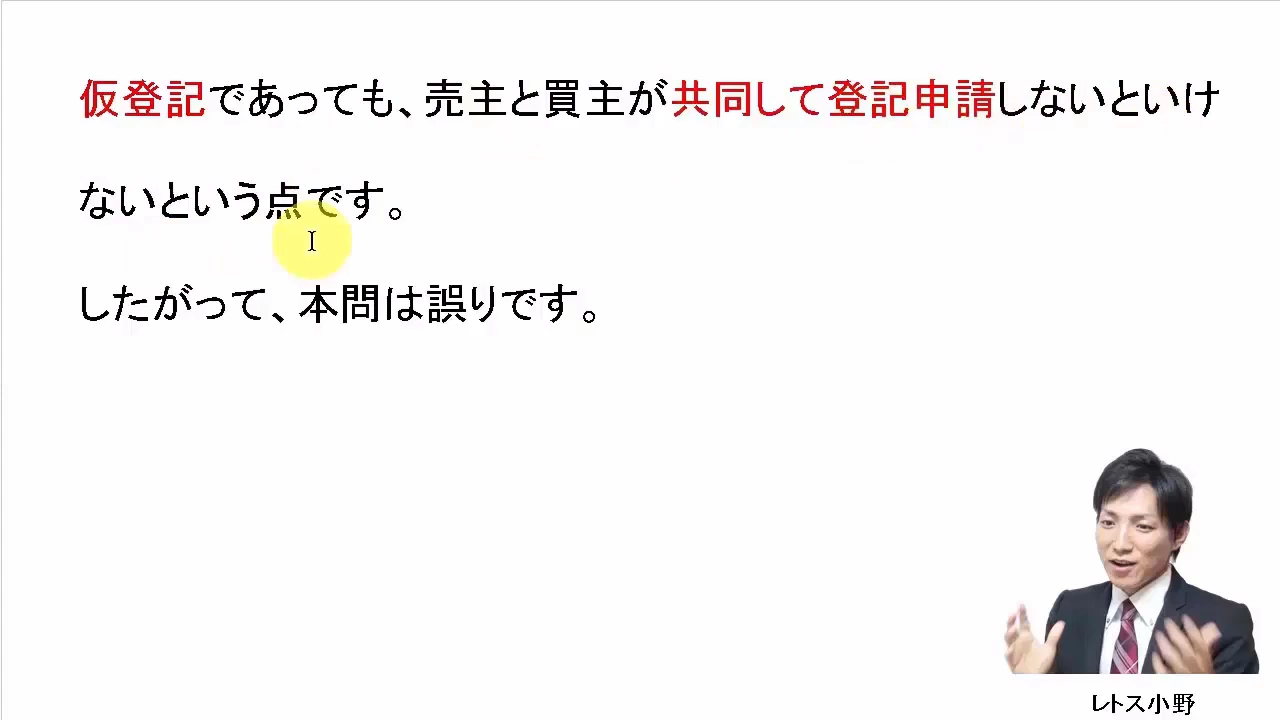 仮登記であっても、売主と買主が共同して登記申請しないといけ
ないという点です。
したがって、本問は誤りです。
レトス小野